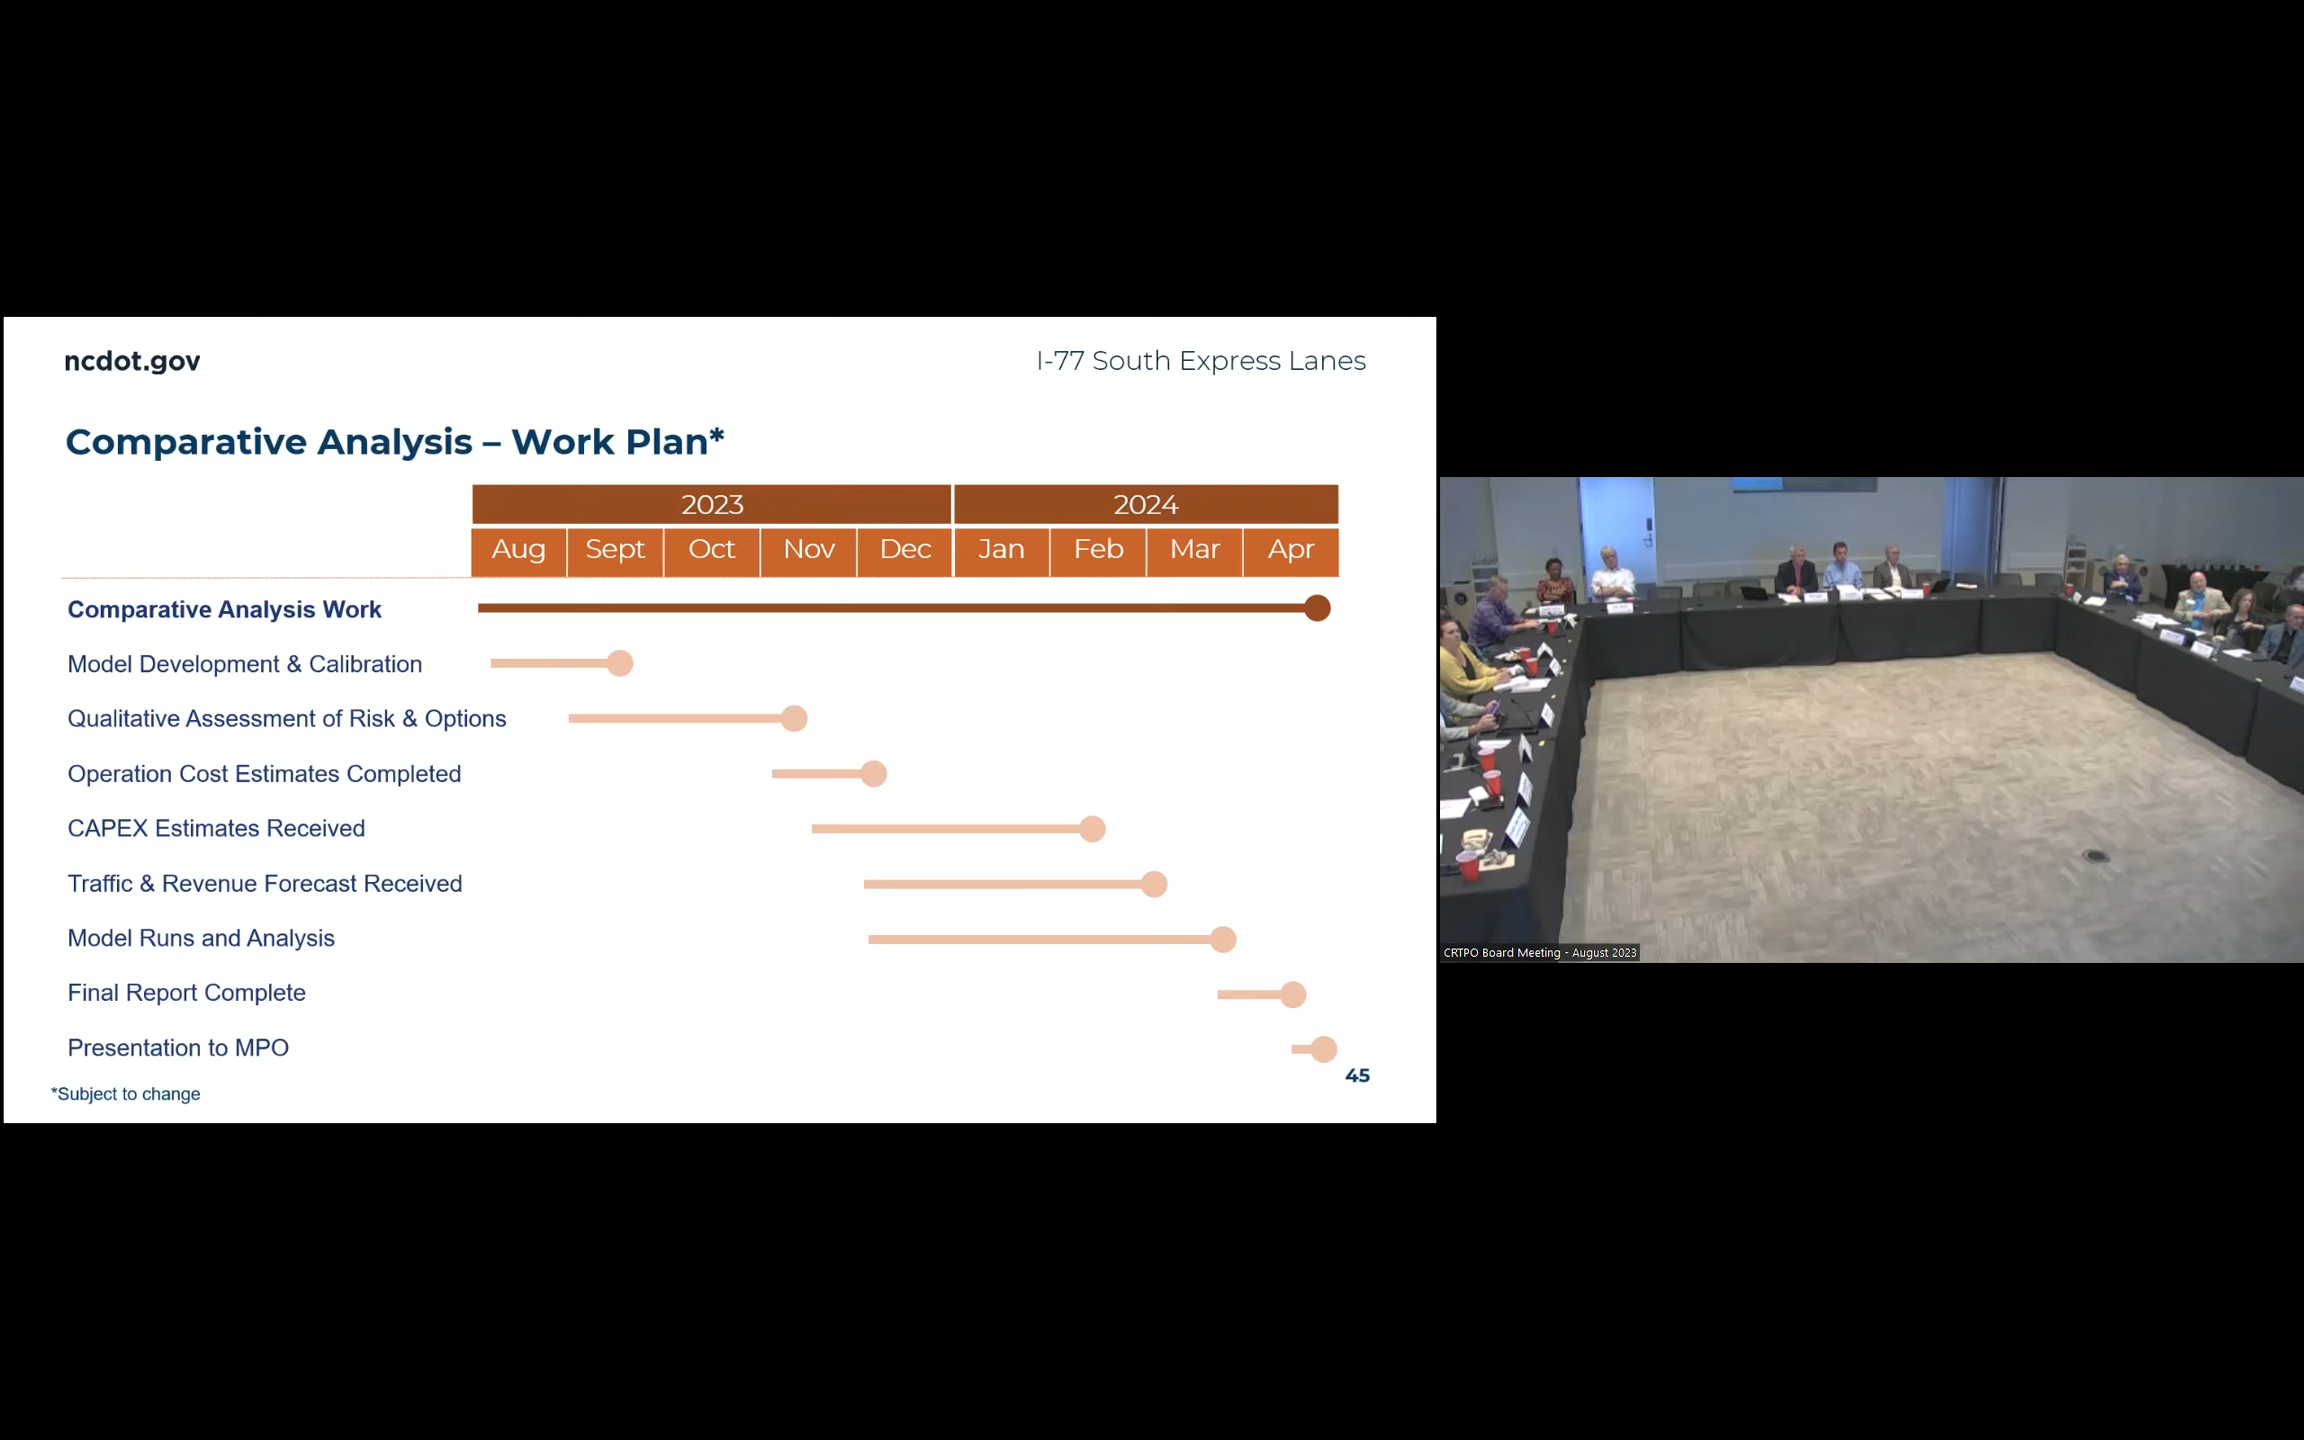 ncdot.gov
I-77 South Express Lanes
Comparative Analysis – Work Plan*
2023 2024
Aug Sept Oct Nov Dec Jan Feb Mar Apr
Comparative Analysis Work
Model Development & Calibration
Qualitative Assessment of Risk & Options
Operation Cost Estimates Completed
CAPEX Estimates Received
Traffic & Revenue Forecast Received
Model Runs and Analysis
Final Report Complete
Presentation to MPO
45
*Subject to change
CRTPO Board Meeting - August 2023